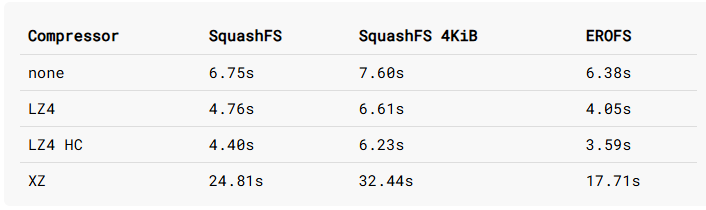 Compressor SquashFS SquashFS 4KiB EROFS
none 6.75s 7.60s 6.38s
LZ4 4.76s 6.61s 4.05s
LZ4 HC 4.40s 6.23s 3.59s
XZ 24.81s 32.44s 17.71s